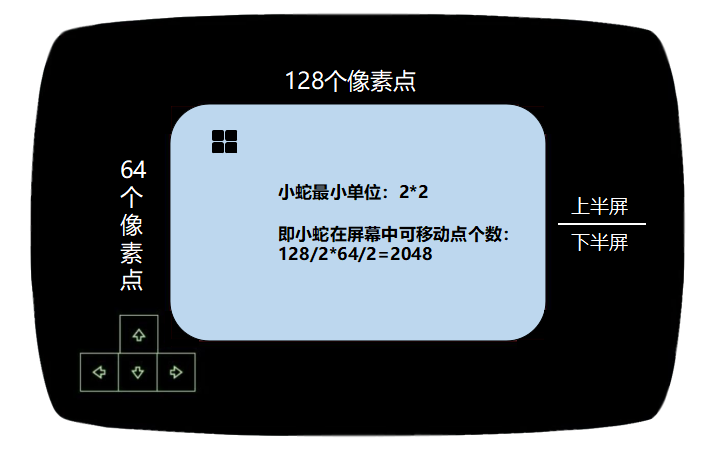 128个像素点
64
个
像
素
点
小蛇最小单位：2*2
即小蛇在屏幕中可移动点个数：
128/2*64/2=2048
上半屏
下半屏